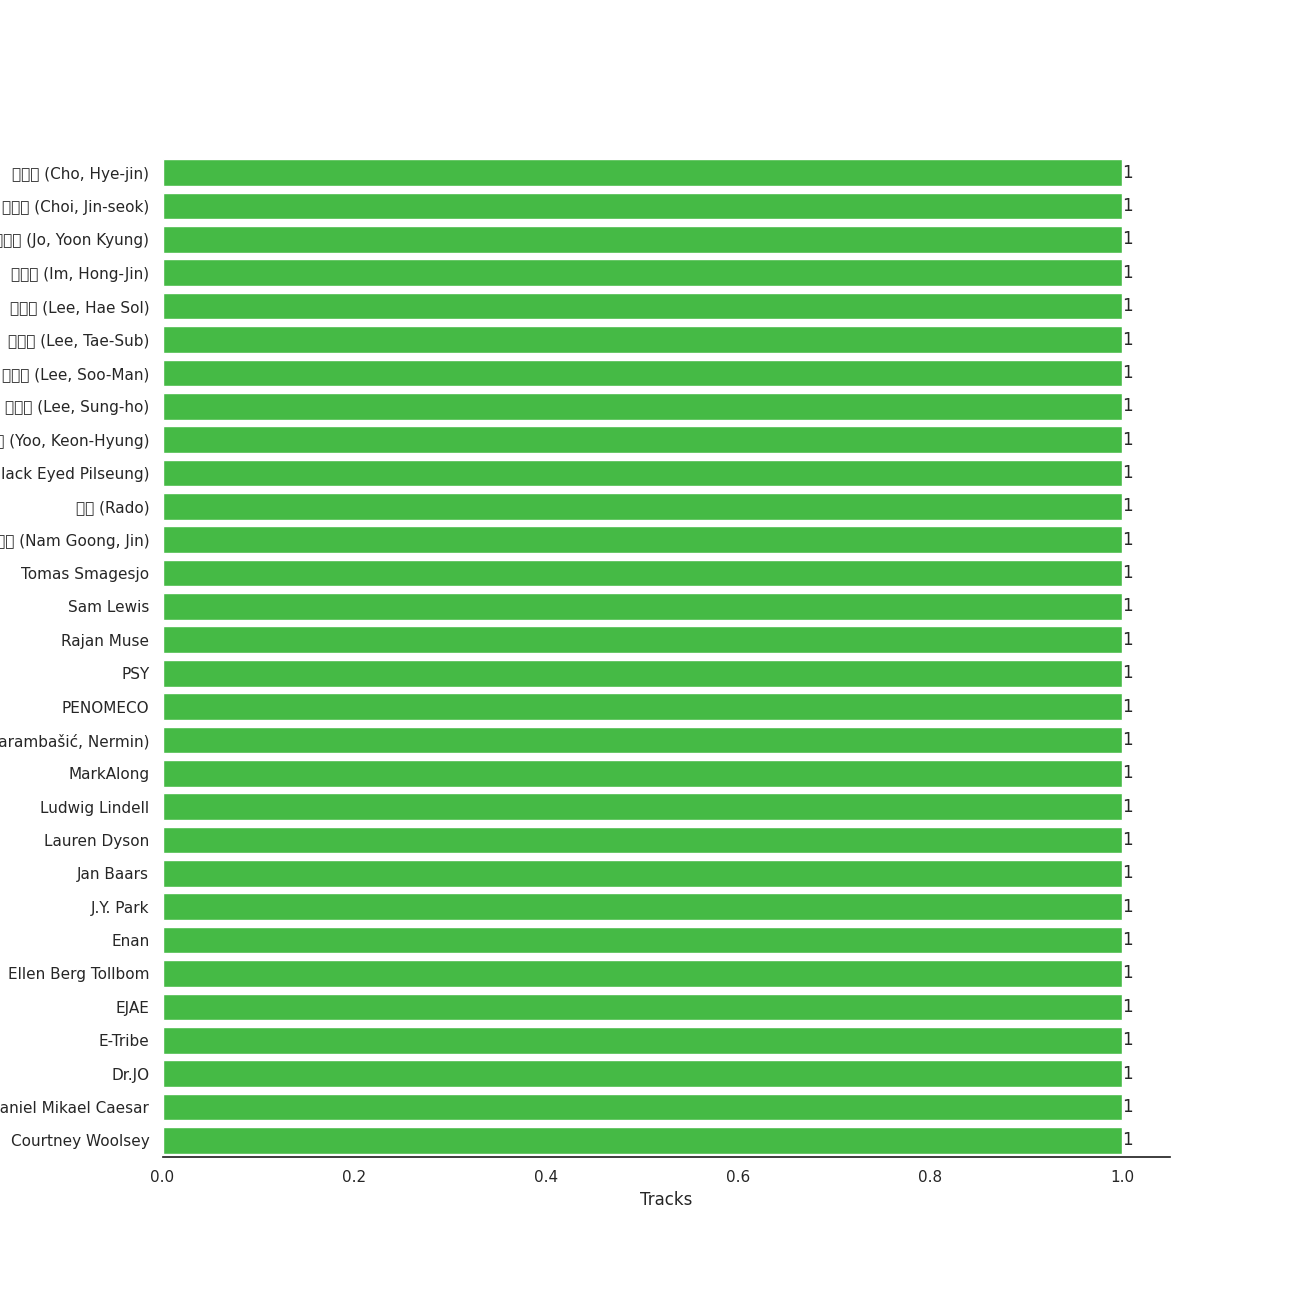 (Cho, Hye-jin) 1
(Choi, Jin-seok) 1
(Jo, Yoon Kyung) 1
(Im, Hong-Jin) 1
(Lee, Hae Sol) 1
(Lee, Tae-Sub) 1
(Lee, Soo-Man) 1
(Lee, Sung-ho) 1
(Yoo, Keon-Hyung) 1
lack Eyed Pilseung) 1
(Rado) 1
(Nam Goong, Jin) 1
Tomas Smagesjo 1
Sam Lewis 1
Rajan Muse 1
PSY 1
PENOMECO 1
arambašić, Nermin) 1
MarkAlong 1
Ludwig Lindell 1
Lauren Dyson 1
Jan Baars 1
J.Y. Park 1
Enan 1
Ellen Berg Tollbom 1
EJAE 1
E-Tribe 1
Dr.JO 1
aniel Mikael Caesar 1
Courtney Woolsey 1
0.0 0.2 0.4 0.6 0.8 1.0
Tracks